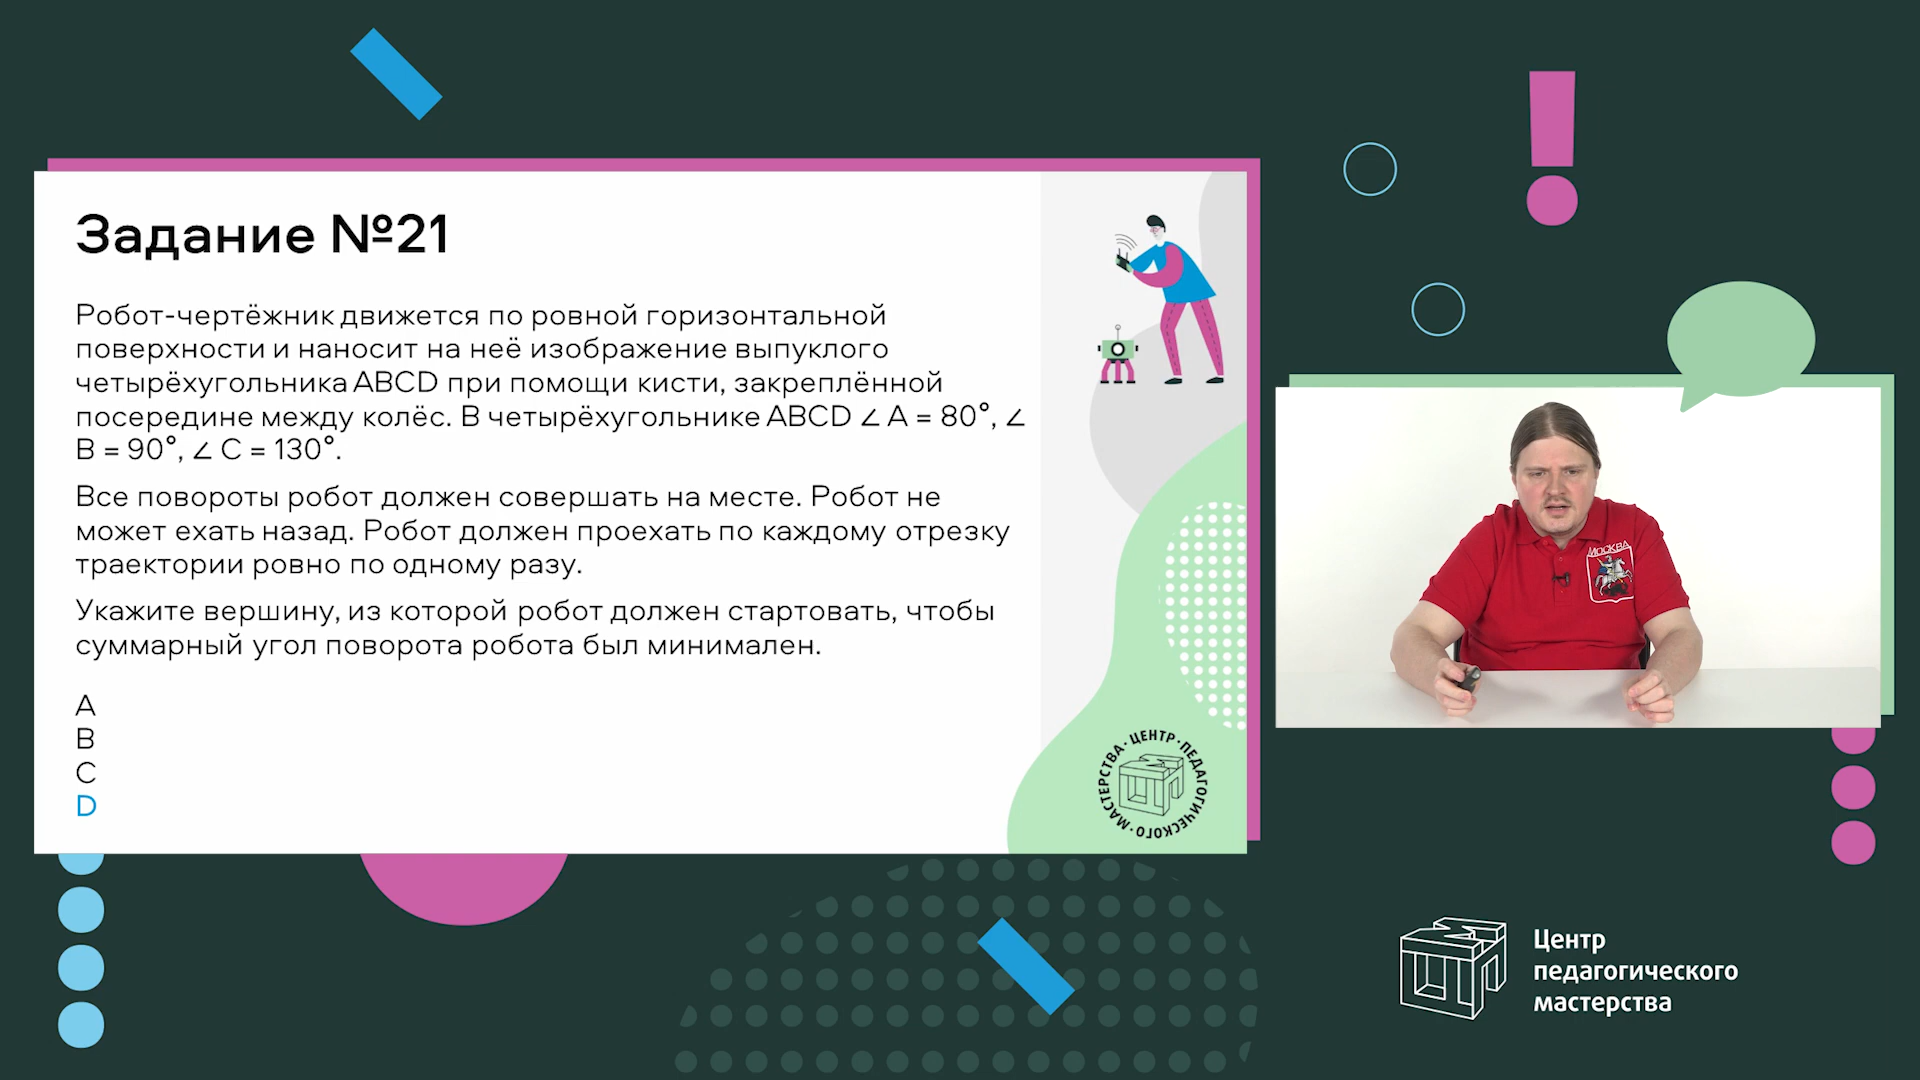 Задание №21
Робот-чертёжник движется по ровной горизонтальной
поверхности и наносит на неё изображение выпуклого
четырёхугольника ABCD при помощи кисти, закреплённой
посередине между колёс. В четырёхугольнике ABCD ∠ A = 80°, ∠
B = 90°, ∠ C = 130°.
Все повороты робот должен совершать на месте. Робот не
может ехать назад. Робот должен проехать по каждому отрезку
траектории ровно по одному разу.
Укажите вершину, из которой робот должен стартовать, чтобы
суммарный угол поворота робота был минимален.
A
B
C
D
ЦЕНТР · ПЕДАГОГИЧЕСКОГО · МАСТЕРСТВА ·
МОСКВА
Центр
педагогического
мастерства